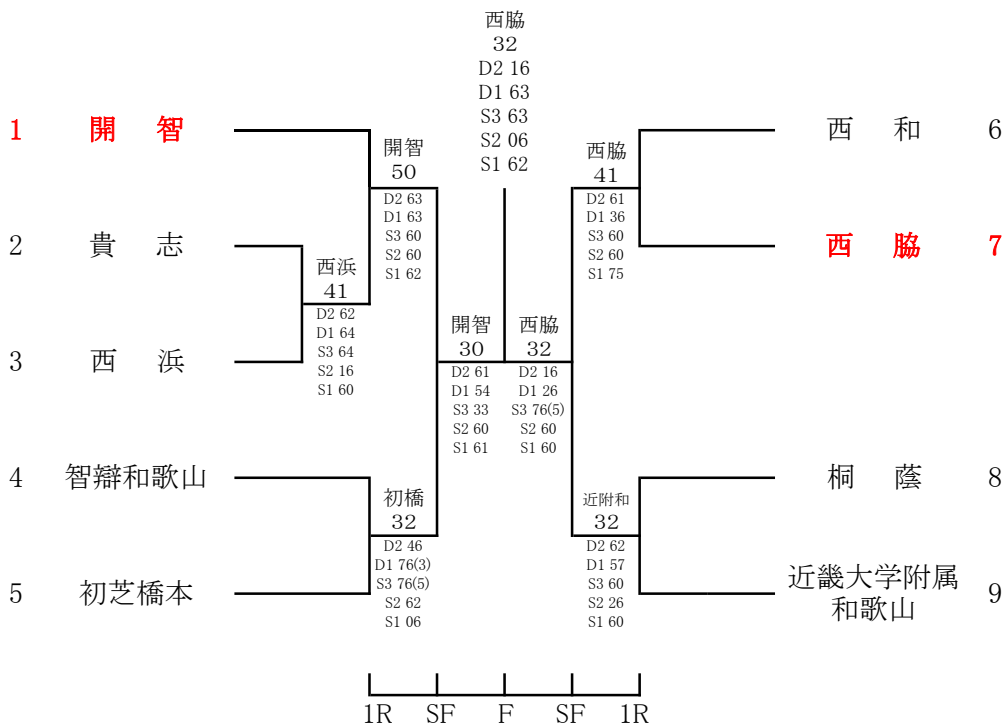 西脇
32
D2 16
D1 63
S3 63
S2 06
S1 62
1 開 智
開智
50
D2 63
D1 63
S3 60
S2 60
S1 62
2 貴 志
西浜
41
D2 62
D1 64
S3 64
S2 16
S1 60
3 西 浜
開智
30
D2 61
D1 54
S3 33
S2 60
S1 61
4 智辯和歌山
初橋
32
D2 46
D1 76(3)
S3 76(5)
S2 62
S1 06
5 初芝橋本
西脇
32
D2 16
D1 26
S3 76(5)
S2 60
S1 60
西 和 6
西脇
41
D2 61
D1 36
S3 60
S2 60
S1 75
西 脇 7
桐 蔭 8
近附和
32
D2 62
D1 57
S3 60
S2 26
S1 60
近畿大学附属
和歌山 9
1R SF F SF 1R